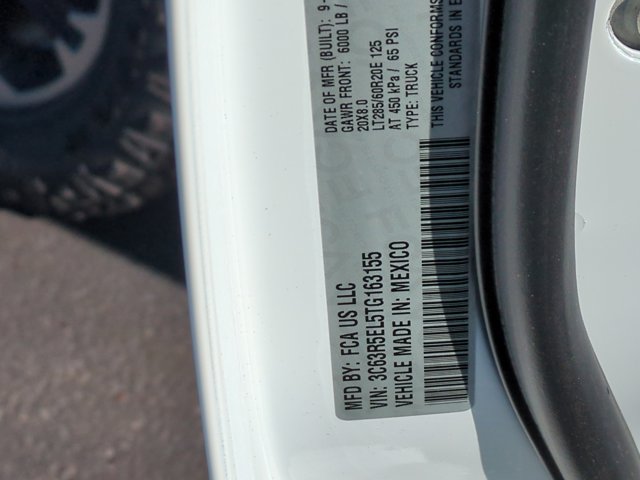 MFD BY: FCA US LLC
VIN: 3C63R5EL5TG163155
VEHICLE MADE IN: MEXICO
DATE OF MFR (BUILT): 9-
GAWR FRONT: 6000 LB /
20X8.0
LT285/60R20E 125
AT 450 kPa / 65 PSI
TYPE: TRUCK
THIS VEHICLE CONFORMS
STANDARDS IN E